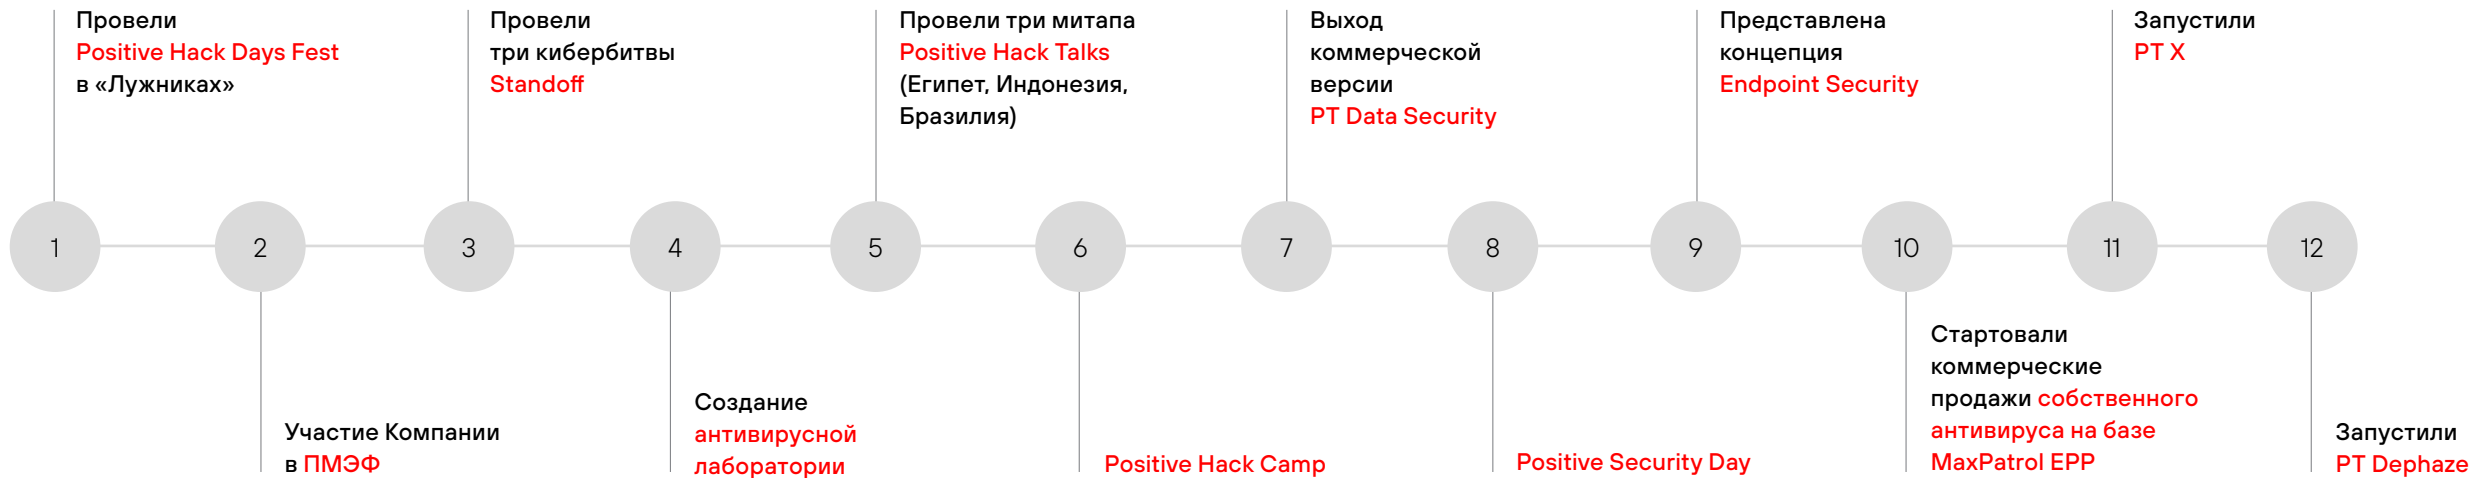 Провели
Positive Hack Days Fest
в «Лужниках»
Провели
три кибербитвы
Standoff
Провели три митапа
Positive Hack Talks
(Египет, Индонезия,
Бразилия)
Выход
коммерческой
версии
PT Data Security
Представлена
концепция
Endpoint Security
Запустили
PT X
1
2
3
4
5
6
7
8
9
10
11
12
Участие Компании
в ПМЭФ
Создание
антивирусной
лаборатории
Positive Hack Camp
Positive Security Day
Стартовали
коммерческие
продажи собственного
антивируса на базе
MaxPatrol EPP
Запустили
PT Dephaze